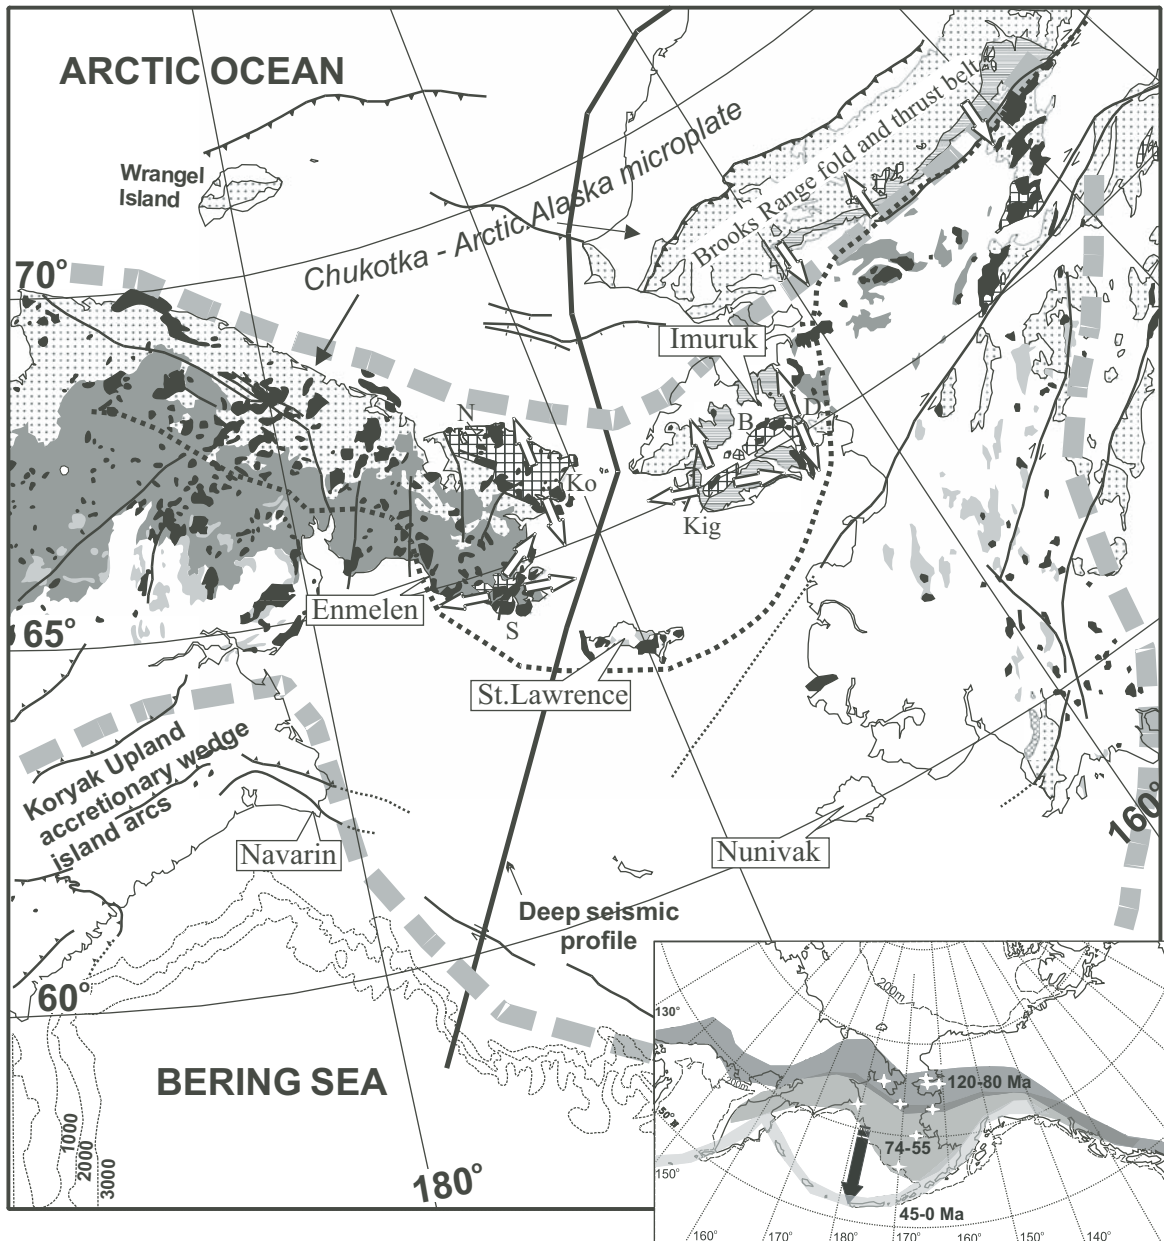 ARCTIC OCEAN
Wrangel
Island
Chukotka - Arctic Alaska microplate
Brooks Range fold and thrust belt
70°
Imuruk
N
B
D
Ko
Kig
Enmelen
S
65°
St.Lawrence
Koryak Upland
accretionary wedge
island arcs
Navarin
Nunivak
160°
Deep seismic
profile
60°
BERING SEA
1000
2000
3000
180°
200m
130°
120-80 Ma
50° N
74-55
150°
45-0 Ma
160°
170°
180°
170°
160°
150°
140°